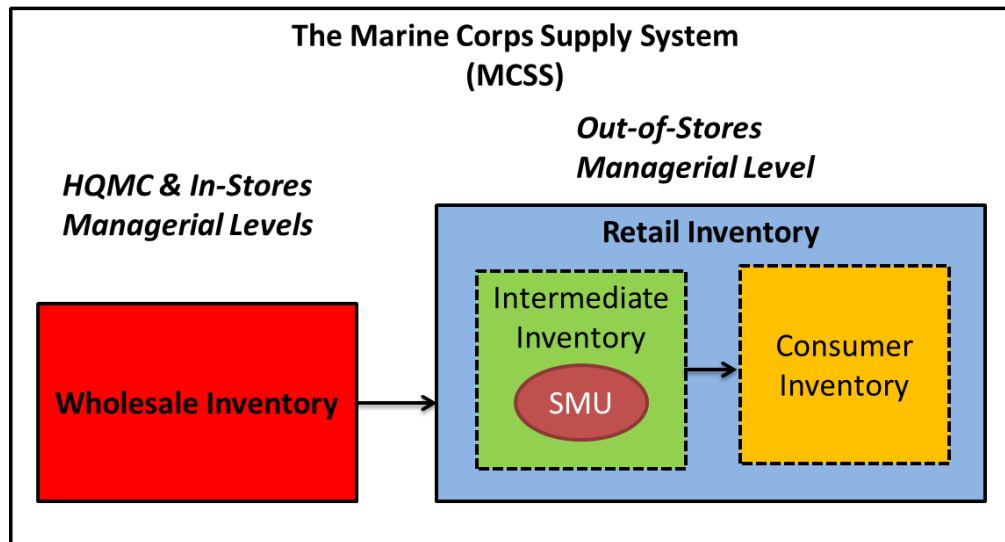 The Marine Corps Supply System
(MCSS)
HQMC & In-Stores
Managerial Levels
Out-of-Stores
Managerial Level
Wholesale Inventory
Retail Inventory
Intermediate
Inventory
SMU
Consumer
Inventory